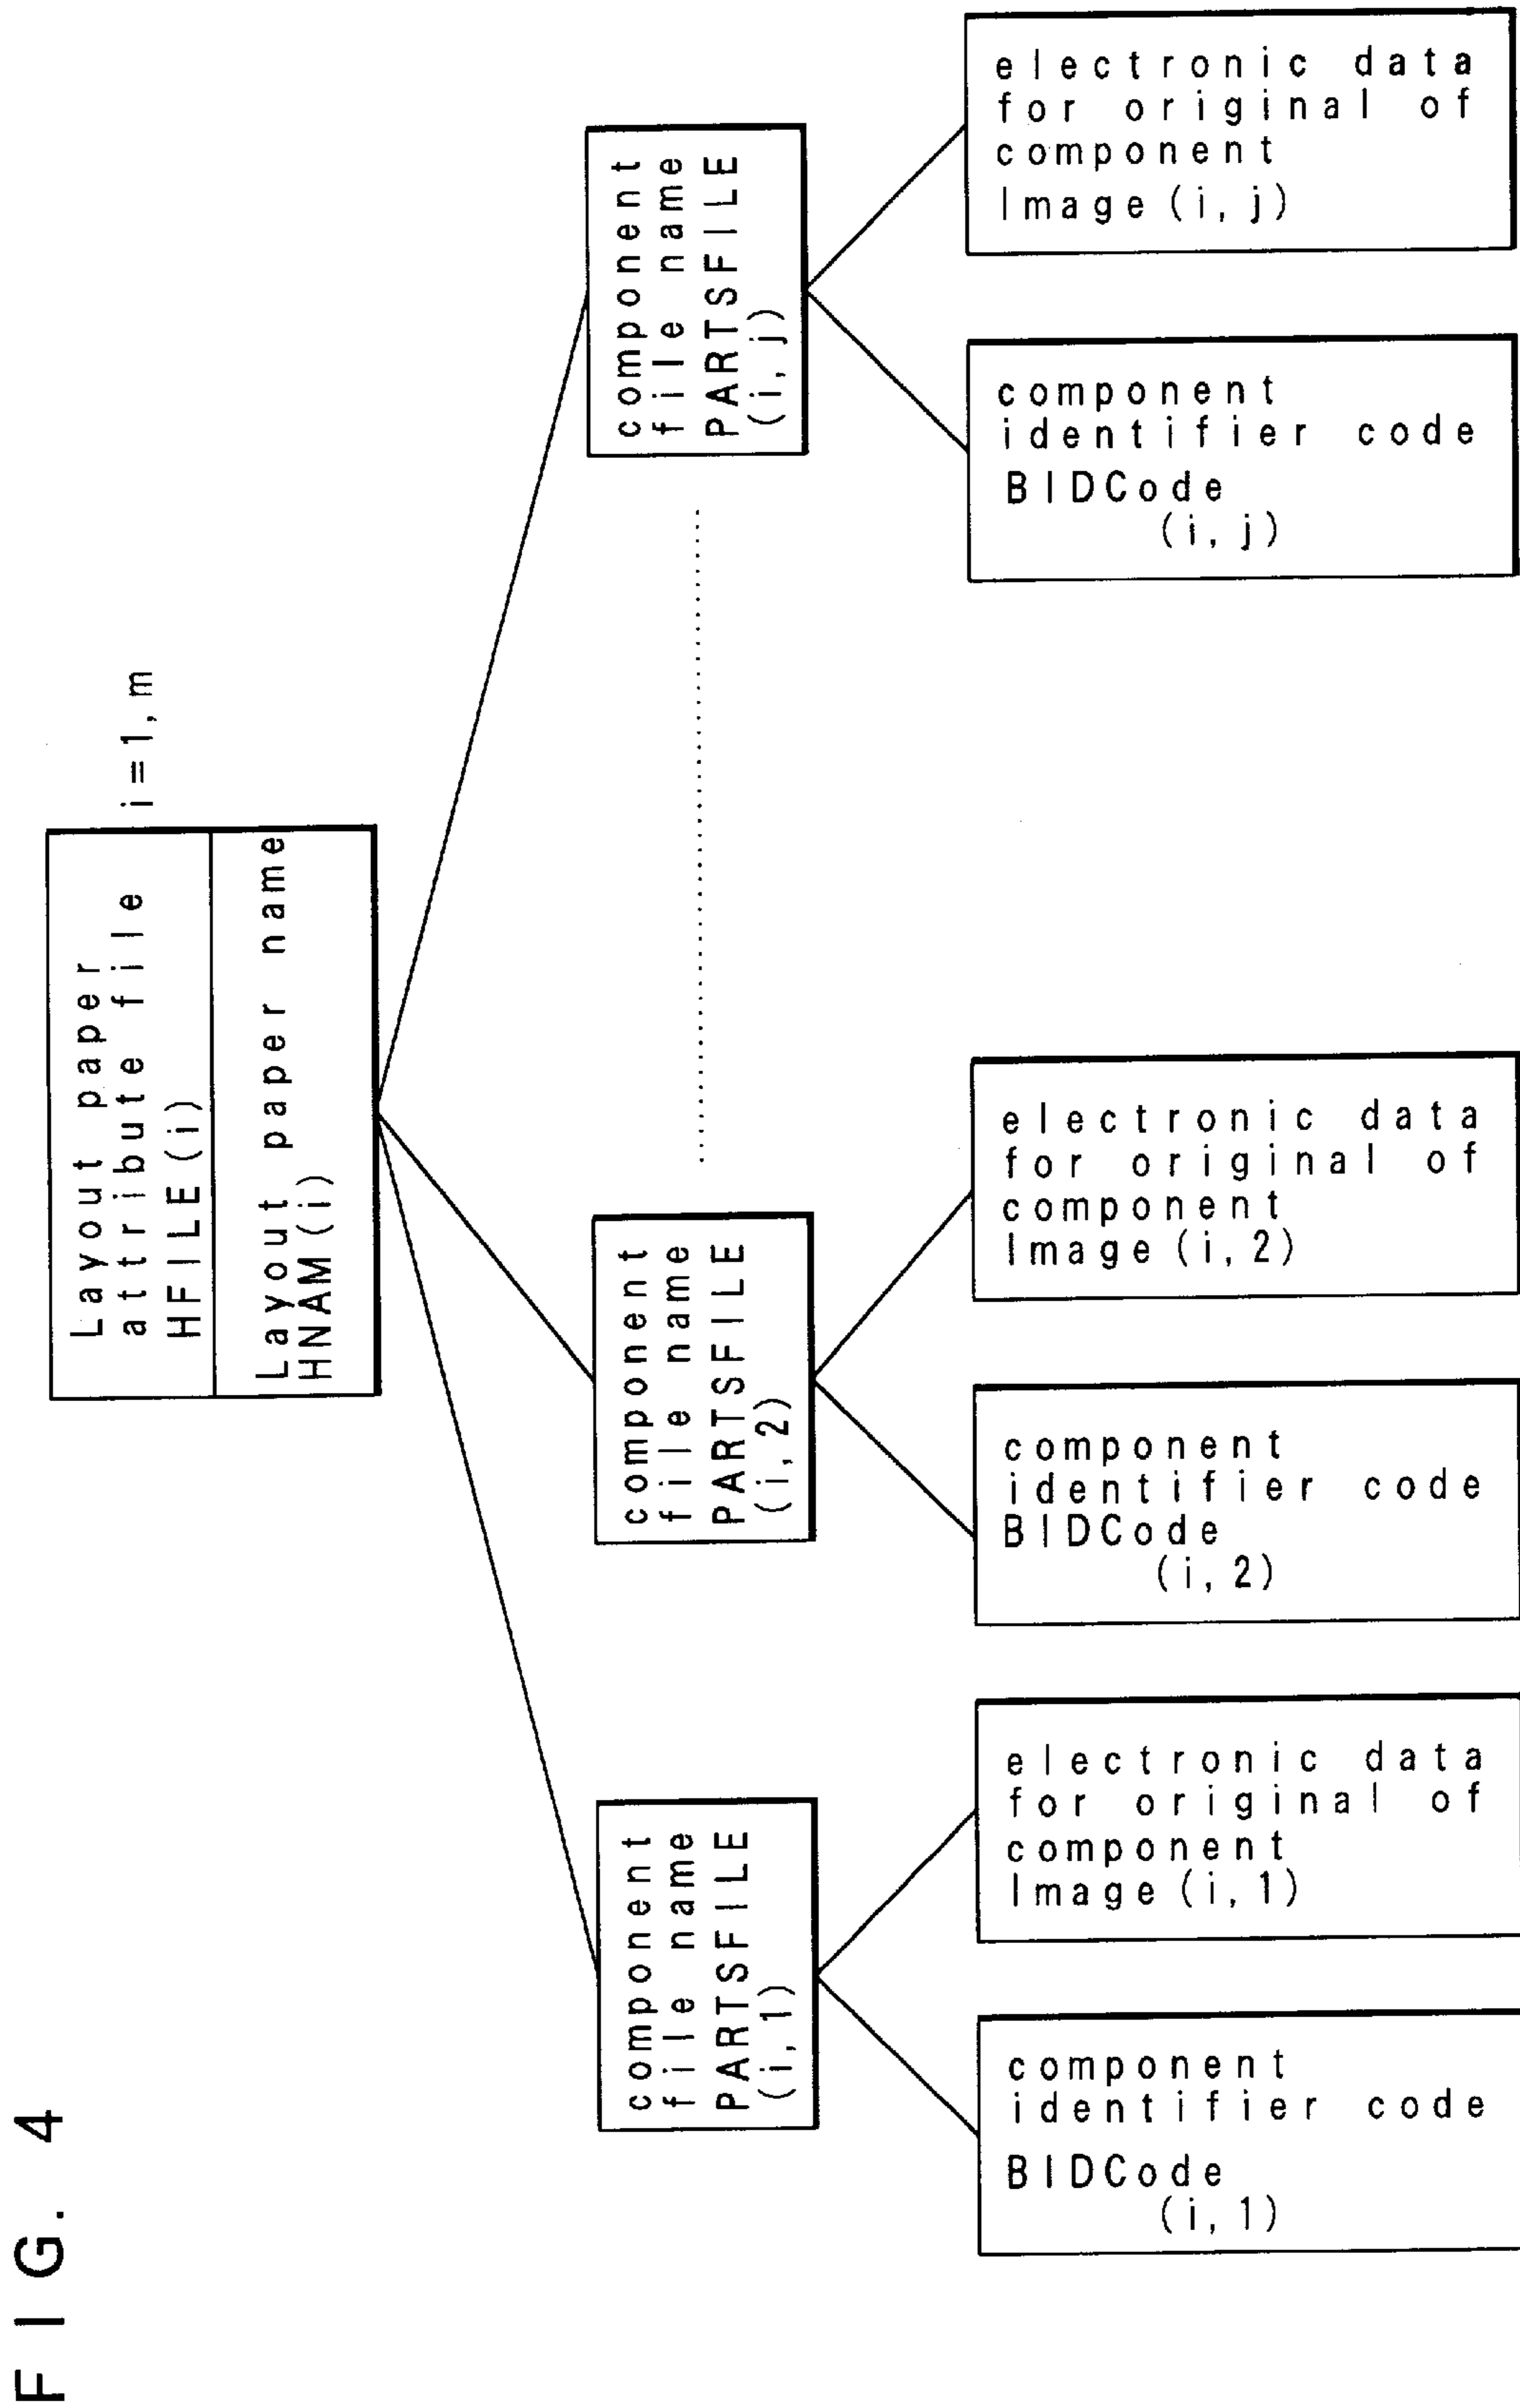 FIG. 4
Layout paper
attribute file
HFILE(i)
i=1,m
Layout paper name
HNAM(i)
component
file name
PARTSFILE
(i,1)
component
file name
PARTSFILE
(i,2)
component
file name
PARTSFILE
(i,j)
component
identifier code
BIDCode
(i,1)
electronic data
for original of
component
Image(i,1)
component
identifier code
BIDCode
(i,2)
electronic data
for original of
component
Image(i,2)
component
identifier code
BIDCode
(i,j)
electronic data
for original of
component
Image(i,j)